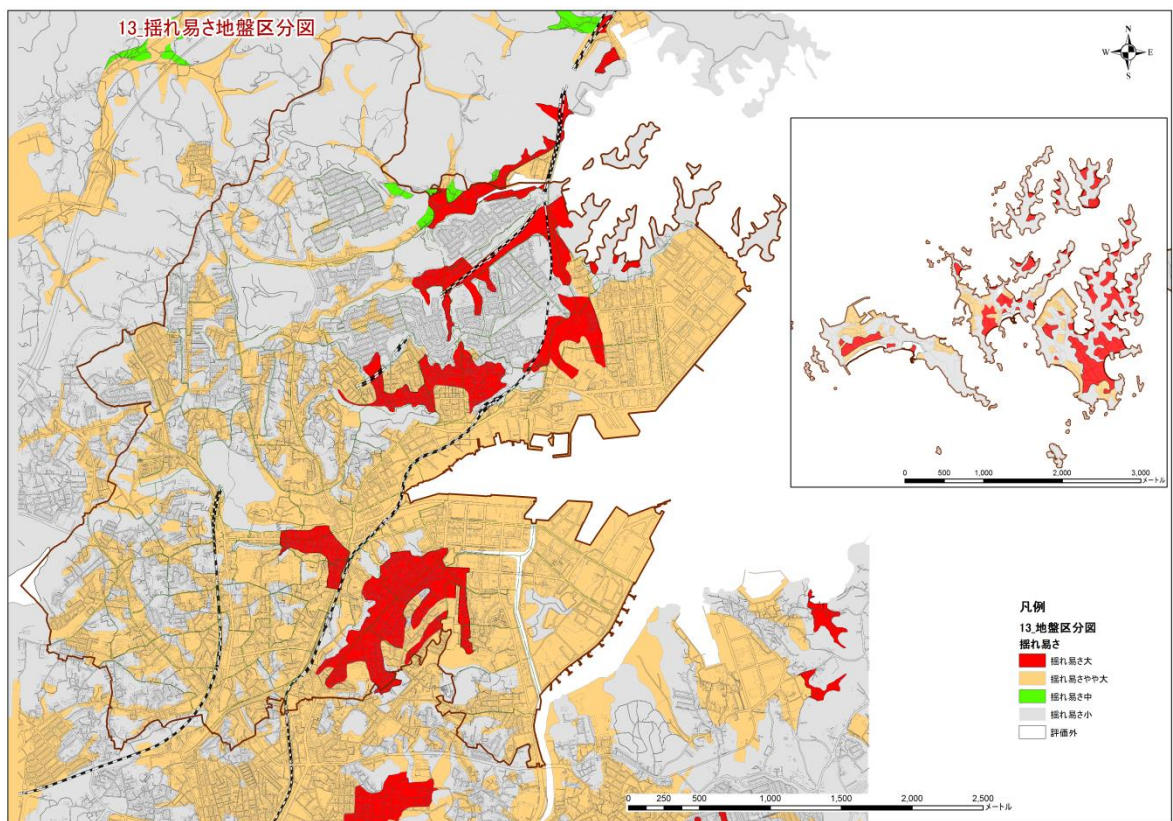 13_揺れ易さ地盤区分図
N
W E
S
0 500 1,000 2,000 3,000
メートル
凡例
13_地盤区分図
揺れ易さ
揺れ易さ大
揺れ易さやや大
揺れ易さ中
揺れ易さ小
評価外
0 250 500 1,000 1,500 2,000 2,500
メートル